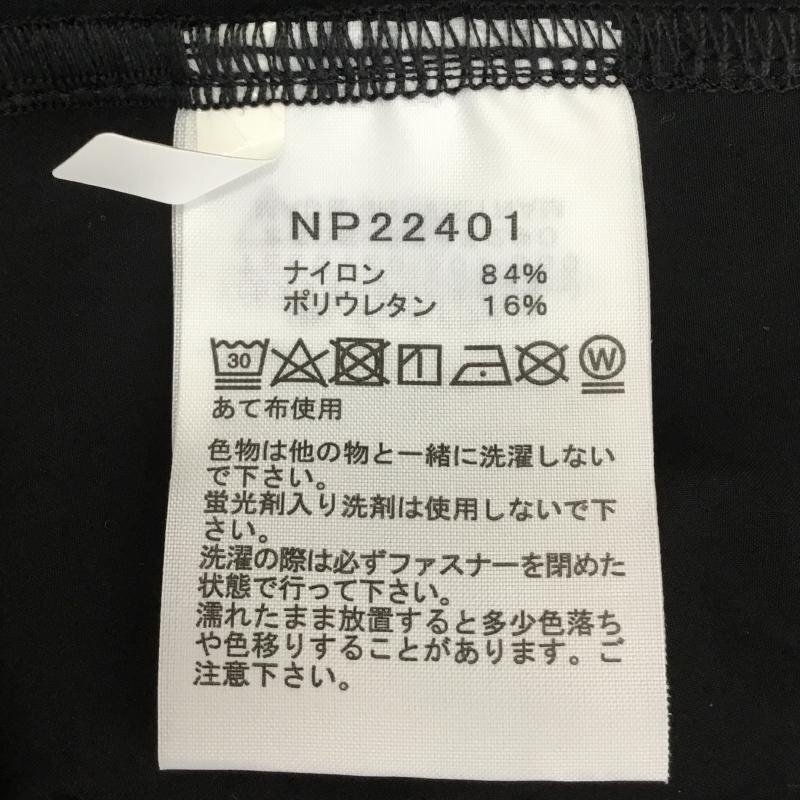 NP22401
ナイロン 84%
ポリウレタン 16%
30 W
あて布使用
色物は他の物と一緒に洗濯しない
で下さい。
蛍光剤入り洗剤は使用しないで下
さい。
洗濯の際は必ずファスナーを閉めた
状態で行って下さい。
濡れたまま放置すると多少色落ち
や色移りすることがあります。ご
注意下さい。